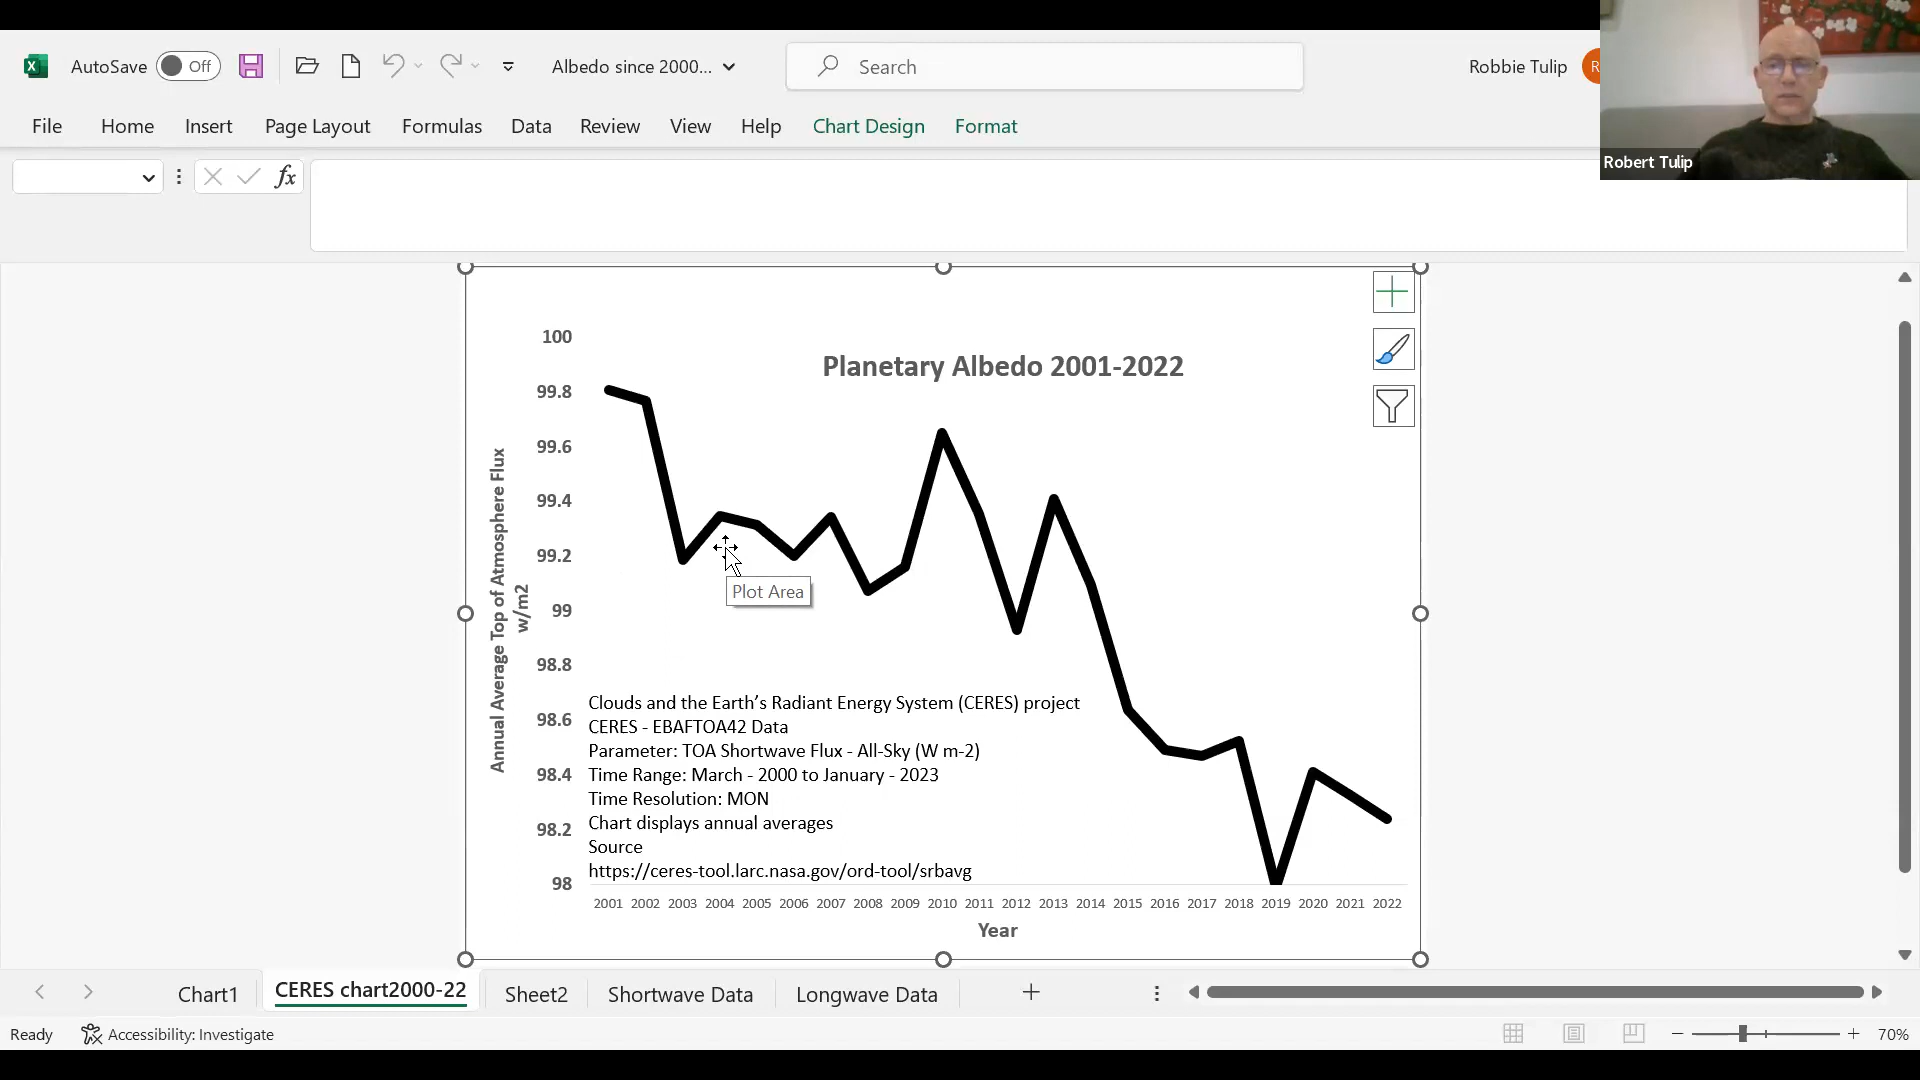 AutoSave Off Albedo since 2000... Search Robbie Tulip R
Robert Tulip
File Home Insert Page Layout Formulas Data Review View Help Chart Design Format
fx
Planetary Albedo 2001-2022
100
99.8
99.6
99.4
99.2
99
98.8
98.6
98.4
98.2
98
Annual Average Top of Atmosphere Flux
w/m2
Plot Area
Clouds and the Earth’s Radiant Energy System (CERES) project
CERES - EBAFTOA42 Data
Parameter: TOA Shortwave Flux - All-Sky (W m-2)
Time Range: March - 2000 to January - 2023
Time Resolution: MON
Chart displays annual averages
Source
https://ceres-tool.larc.nasa.gov/ord-tool/srbavg
2001 2002 2003 2004 2005 2006 2007 2008 2009 2010 2011 2012 2013 2014 2015 2016 2017 2018 2019 2020 2021 2022
Year
Chart1 CERES chart2000-22 Sheet2 Shortwave Data Longwave Data
Ready Accessibility: Investigate 70%